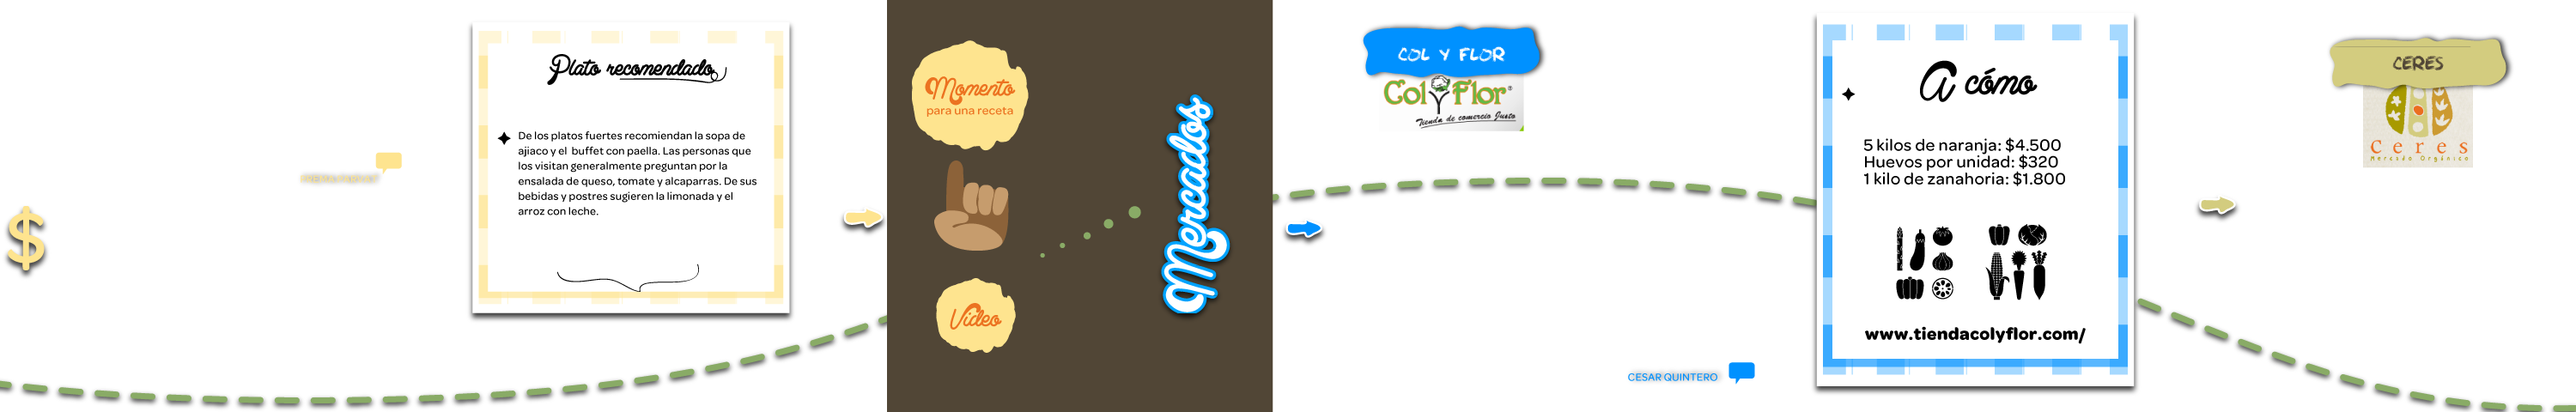 $
Plato recomendado
De los platos fuertes recomiendan la sopa de
ajiaco y el buffet con paella. Las personas que
los visitan generalmente preguntan por la
ensalada de queso, tomate y alcaparras. De sus
bebidas y postres sugieren la limonada y el
arroz con leche.
Momento
para una receta
Video
Mercados
COL Y FLOR
Col y Flor®
Tienda de comercio Justo
CESAR QUINTERO
A cómo
5 kilos de naranja: $4.500
Huevos por unidad: $320
1 kilo de zanahoria: $1.800
www.tiendacolyflor.com/
CERES
Ceres
Mercado Orgánico